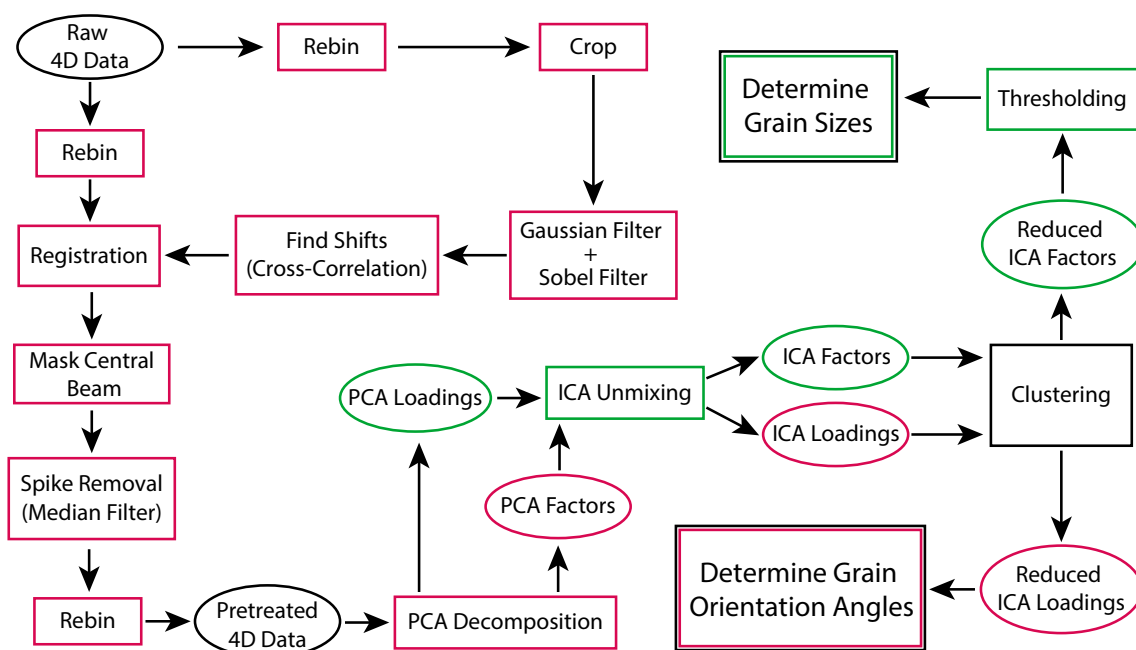 Raw
4D Data
Rebin
Crop
Rebin
Registration
Find Shifts
(Cross-Correlation)
Gaussian Filter
+
Sobel Filter
Mask Central
Beam
Spike Removal
(Median Filter)
Rebin
Pretreated
4D Data
PCA Decomposition
PCA Loadings
PCA Factors
ICA Unmixing
ICA Factors
ICA Loadings
Clustering
Reduced
ICA Factors
Thresholding
Determine
Grain Sizes
Reduced
ICA Loadings
Determine Grain
Orientation Angles